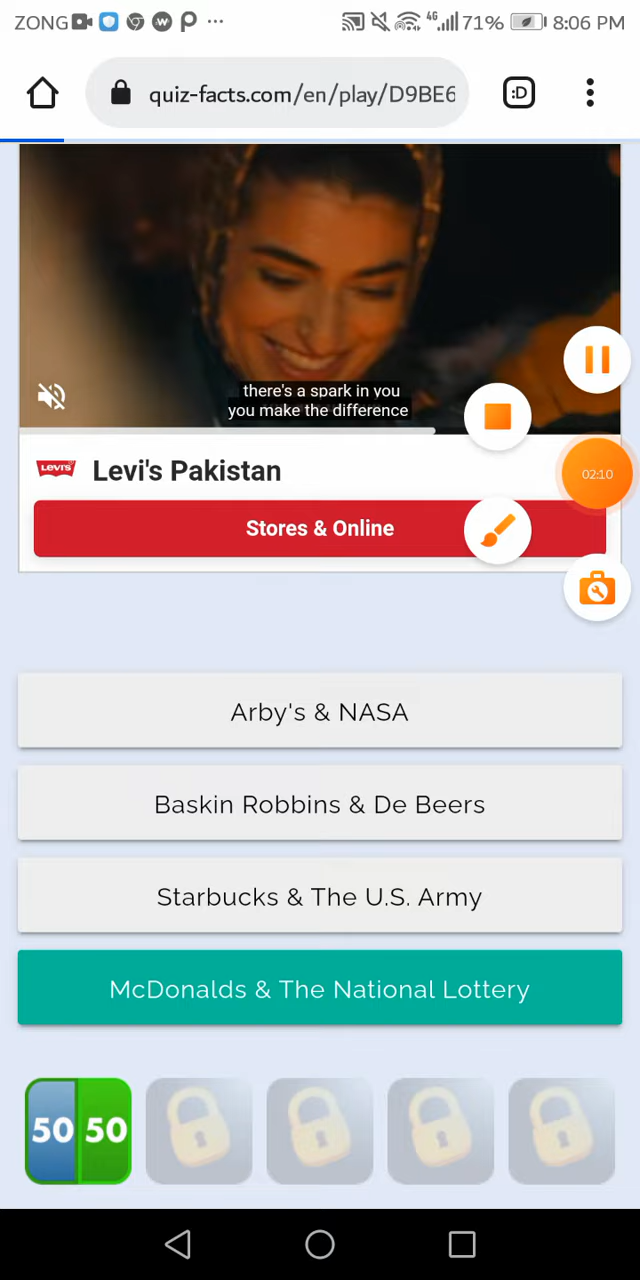 ZONG 4G 71% 8:06 PM
quiz-facts.com/en/play/D9BE6
:D
there's a spark in you
you make the difference
Levi's Levi's Pakistan
02:10
Stores & Online
Arby's & NASA
Baskin Robbins & De Beers
Starbucks & The U.S. Army
McDonalds & The National Lottery
50 50